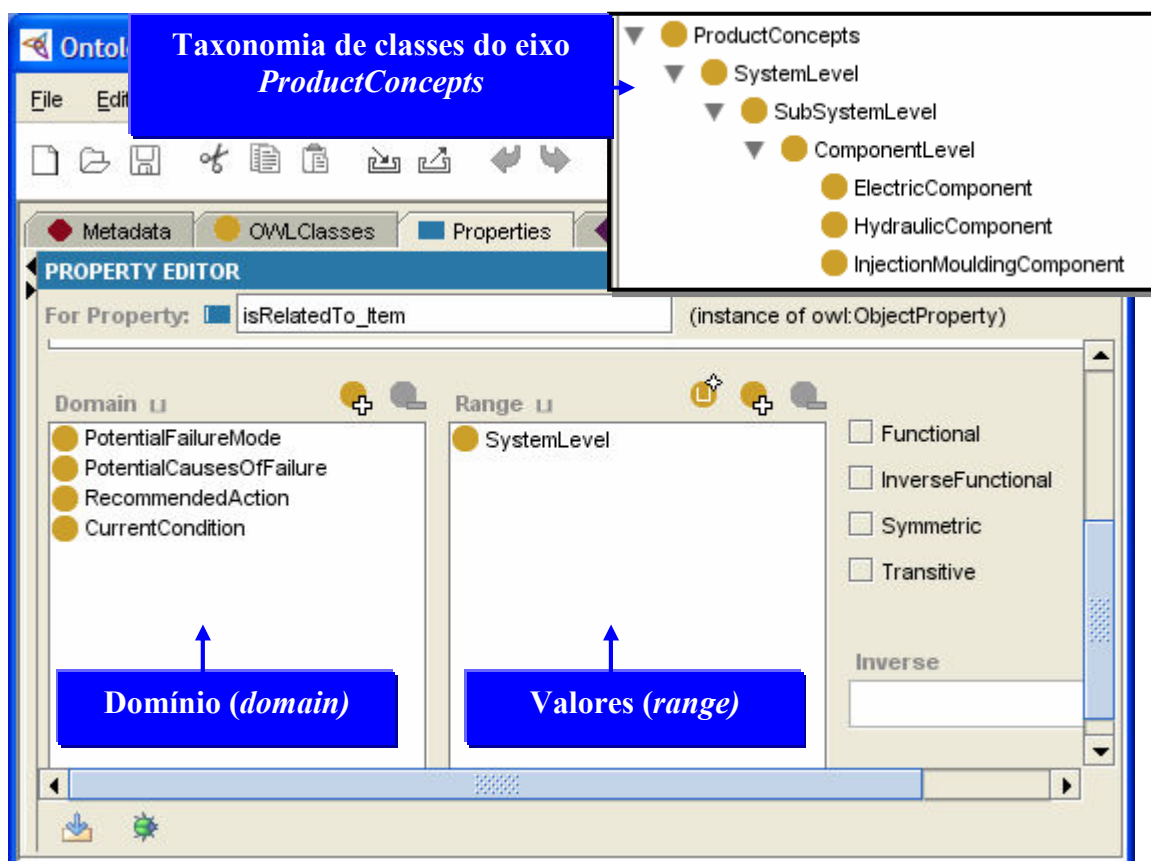 Ontol
Taxonomia de classes do eixo
ProductConcepts
ProductConcepts
SystemLevel
SubSystemLevel
ComponentLevel
ElectricComponent
HydraulicComponent
InjectionMouldingComponent
File Edit
Metadata OWLClasses Properties
PROPERTY EDITOR
For Property: isRelatedTo_Item (instance of owl:ObjectProperty)
Domain ⊔ Range ⊔
PotentialFailureMode
PotentialCausesOfFailure
RecommendedAction
CurrentCondition
SystemLevel
Functional
InverseFunctional
Symmetric
Transitive
Inverse
Domínio (domain)
Valores (range)